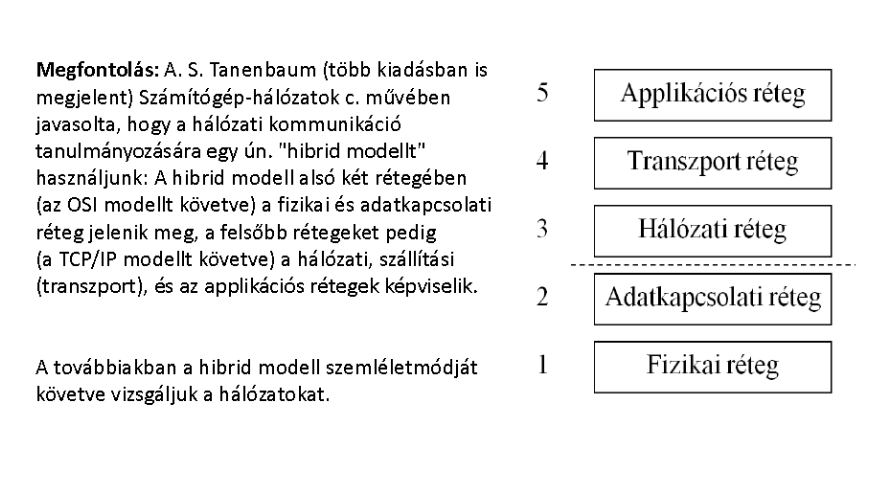 Megfontolás: A. S. Tanenbaum (több kiadásban is
megjelent) Számítógép-hálózatok c. művében
javasolta, hogy a hálózati kommunikáció
tanulmányozására egy ún. "hibrid modellt"
használjunk: A hibrid modell alsó két rétegében
(az OSI modellt követve) a fizikai és adatkapcsolati
réteg jelenik meg, a felsőbb rétegeket pedig
(a TCP/IP modellt követve) a hálózati, szállítási
(transzport), és az applikációs rétegek képviselik.
A továbbiakban a hibrid modell szemléletmódját
követve vizsgáljuk a hálózatokat.
5 Applikációs réteg
4 Transzport réteg
3 Hálózati réteg
2 Adatkapcsolati réteg
1 Fizikai réteg